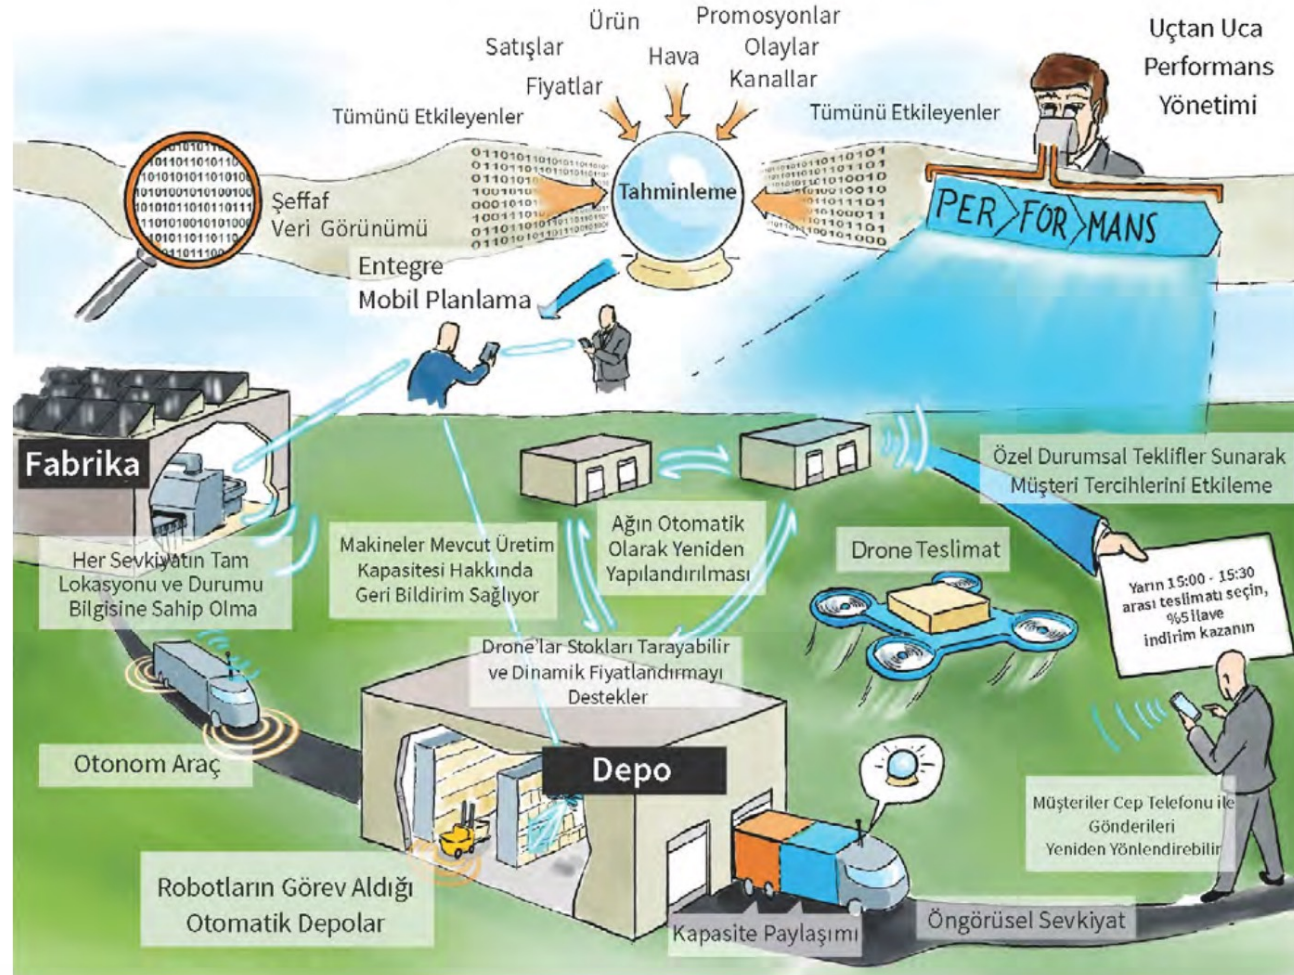 Ürün
Promosyonlar
Satışlar
Olaylar
Hava
Fiyatlar
Kanallar
Uçtan Uca
Performans
Yönetimi
Tümünü Etkileyenler
Tümünü Etkileyenler
Tahminleme
Şeffaf
Veri Görünümü
PER FOR MANS
Entegre
Mobil Planlama
Fabrika
Özel Durumsal Teklifler Sunarak
Müşteri Tercihlerini Etkileme
Her Sevkiyatın Tam
Lokasyonu ve Durumu
Bilgisine Sahip Olma
Makineler Mevcut Üretim
Kapasitesi Hakkında
Geri Bildirim Sağlıyor
Ağın Otomatik
Olarak Yeniden
Yapılandırılması
Drone Teslimat
Yarın 15:00 - 15:30
arası teslimatı seçin,
%5 ilave
indirim kazanın
Drone'lar Stokları Tarayabilir
ve Dinamik Fiyatlandırmayı
Destekler
Otonom Araç
Depo
Müşteriler Cep Telefonu ile
Gönderileri
Yeniden Yönlendirebilir
Robotların Görev Aldığı
Otomatik Depolar
Kapasite Paylaşımı
Öngörüsel Sevkiyat